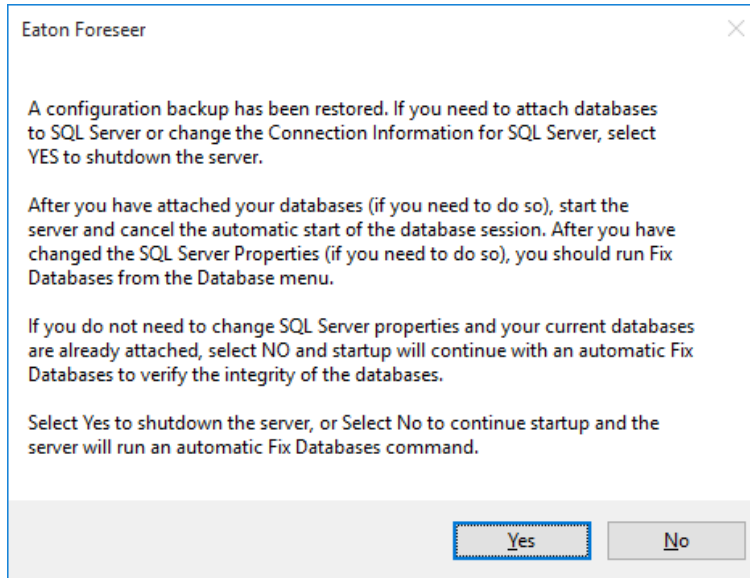 Eaton Foreseer
A configuration backup has been restored. If you need to attach databases
to SQL Server or change the Connection Information for SQL Server, select
YES to shutdown the server.
After you have attached your databases (if you need to do so), start the
server and cancel the automatic start of the database session. After you have
changed the SQL Server Properties (if you need to do so), you should run Fix
Databases from the Database menu.
If you do not need to change SQL Server properties and your current databases
are already attached, select NO and startup will continue with an automatic Fix
Databases to verify the integrity of the databases.
Select Yes to shutdown the server, or Select No to continue startup and the
server will run an automatic Fix Databases command.
Yes
No